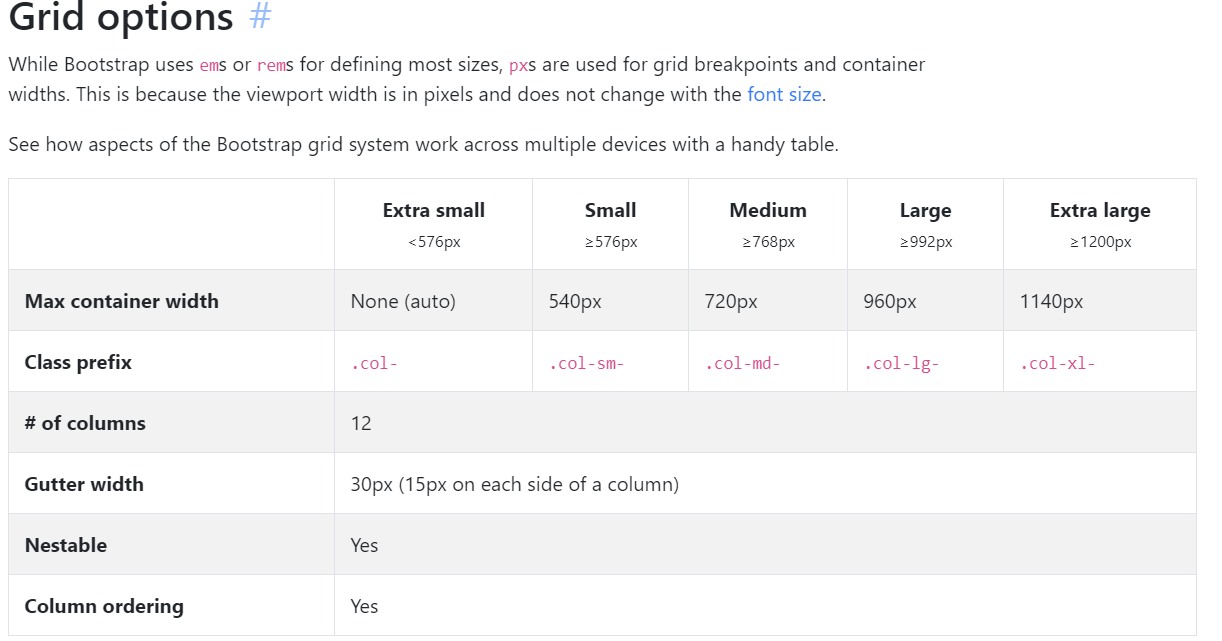 Grid options #
While Bootstrap uses ems or rems for defining most sizes, pxs are used for grid breakpoints and container
widths. This is because the viewport width is in pixels and does not change with the font size.
See how aspects of the Bootstrap grid system work across multiple devices with a handy table.
Extra small Small Medium Large Extra large
<576px ≥576px ≥768px ≥992px ≥1200px
Max container width None (auto) 540px 720px 960px 1140px
Class prefix .col- .col-sm- .col-md- .col-lg- .col-xl-
# of columns 12
Gutter width 30px (15px on each side of a column)
Nestable Yes
Column ordering Yes